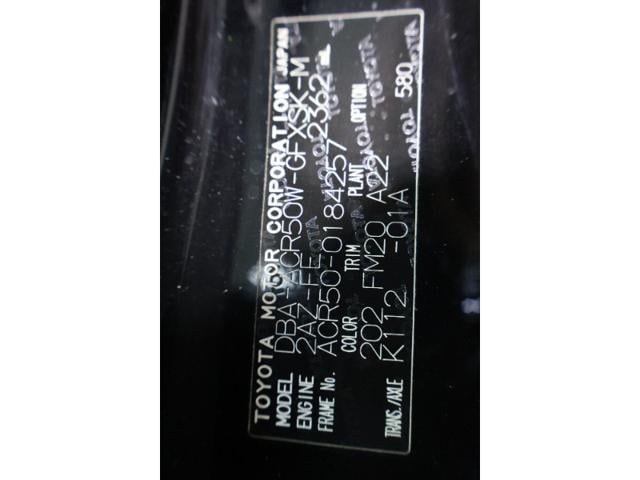 TOYOTA MOTOR CORPORATION JAPAN
MODEL DBA-ACR50W-GFXSK-M
ENGINE 2AZ-FE 2362 mL
FRAME No. ACR50-0184257
COLOR TRIM PLANT OPTION
202 FM20 A22 580
TRANS./AXLE K112 -01A